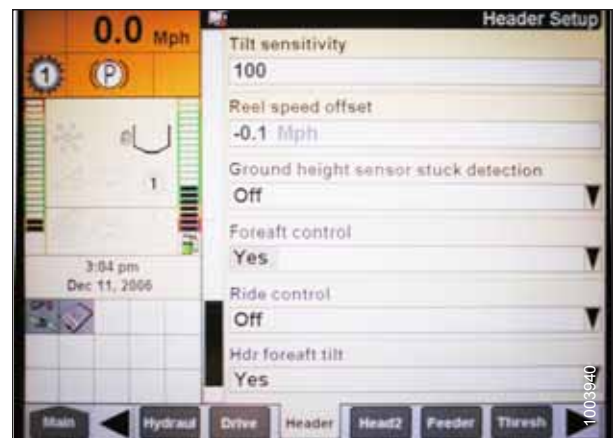 0.0 Mph
Header Setup
1
P
1
3:04 pm
Dec 11, 2006
GPS
Tilt sensitivity
100
Reel speed offset
-0.1 Mph
Ground height sensor stuck detection
Off
Foreaft control
Yes
Ride control
Off
Hdr foreaft tilt
Yes
Main
Hydraul
Drive
Header
Head2
Feeder
Thresh
1003940